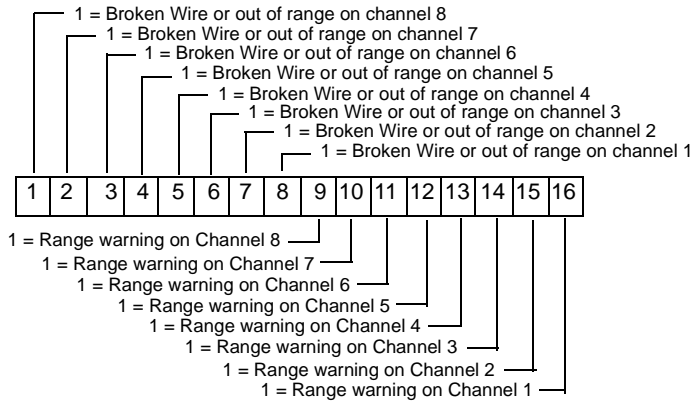 1 = Broken Wire or out of range on channel 8
1 = Broken Wire or out of range on channel 7
1 = Broken Wire or out of range on channel 6
1 = Broken Wire or out of range on channel 5
1 = Broken Wire or out of range on channel 4
1 = Broken Wire or out of range on channel 3
1 = Broken Wire or out of range on channel 2
1 = Broken Wire or out of range on channel 1
1 2 3 4 5 6 7 8 9 10 11 12 13 14 15 16
1 = Range warning on Channel 8
1 = Range warning on Channel 7
1 = Range warning on Channel 6
1 = Range warning on Channel 5
1 = Range warning on Channel 4
1 = Range warning on Channel 3
1 = Range warning on Channel 2
1 = Range warning on Channel 1